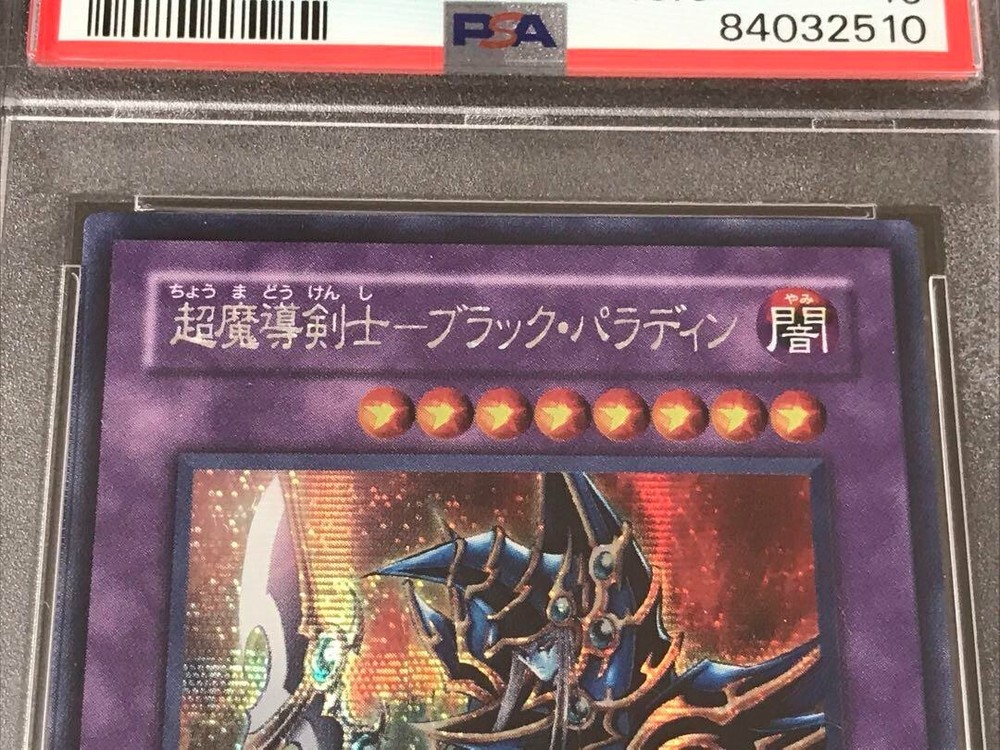 PSA
84032510
ちょう ま どう けん し
超魔導剣士－ブラック・パラディン
やみ
闇